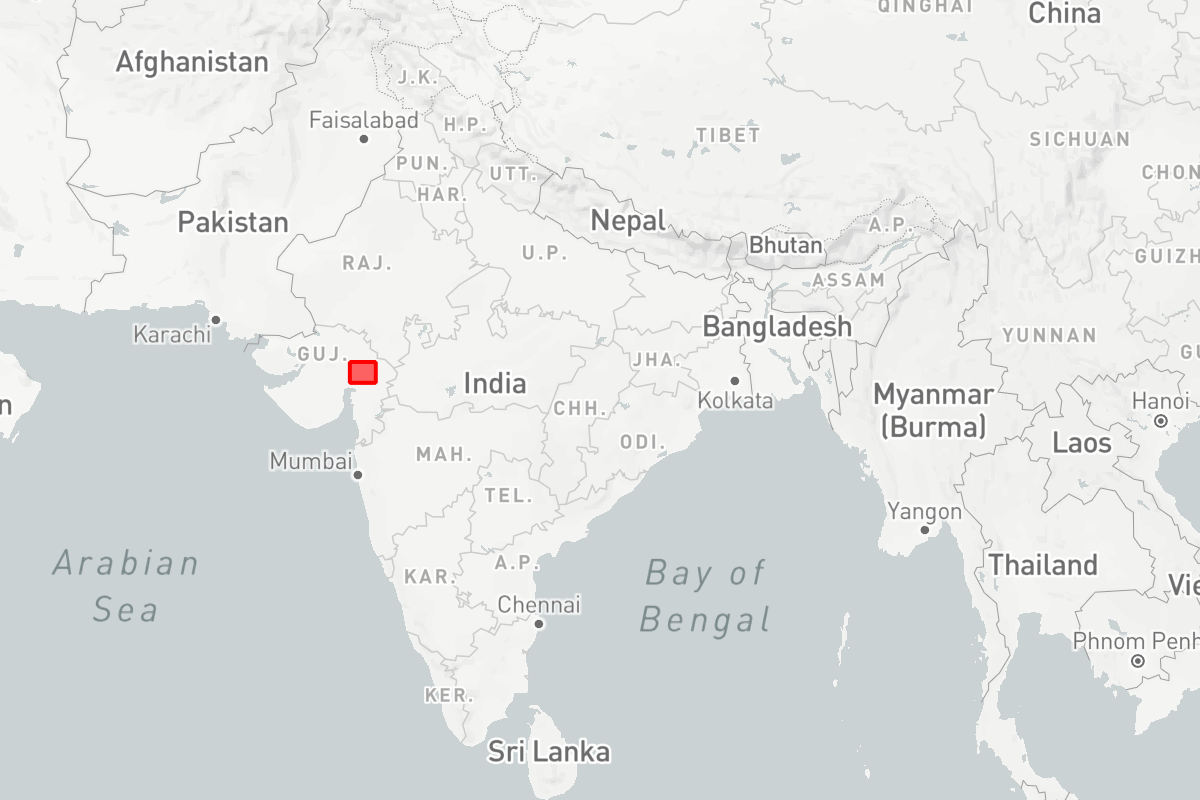 QINGHAI
China
Afghanistan
J.K.
Faisalabad
H.P.
TIBET
SICHUAN
PUN.
UTT.
CHON
HAR.
Pakistan
Nepal
A.P.
Bhutan
U.P.
RAJ.
GUIZH
ASSAM
Karachi
Bangladesh
YUNNAN
GUJ.
GU
JHA.
India
Kolkata
Myanmar
(Burma)
Hanoi
n
CHH.
ODI.
Laos
MAH.
Mumbai
TEL.
Yangon
Arabian
Sea
A.P.
Bay of
Bengal
Thailand
KAR.
Vie
Chennai
Phnom Penh
KER.
Sri Lanka